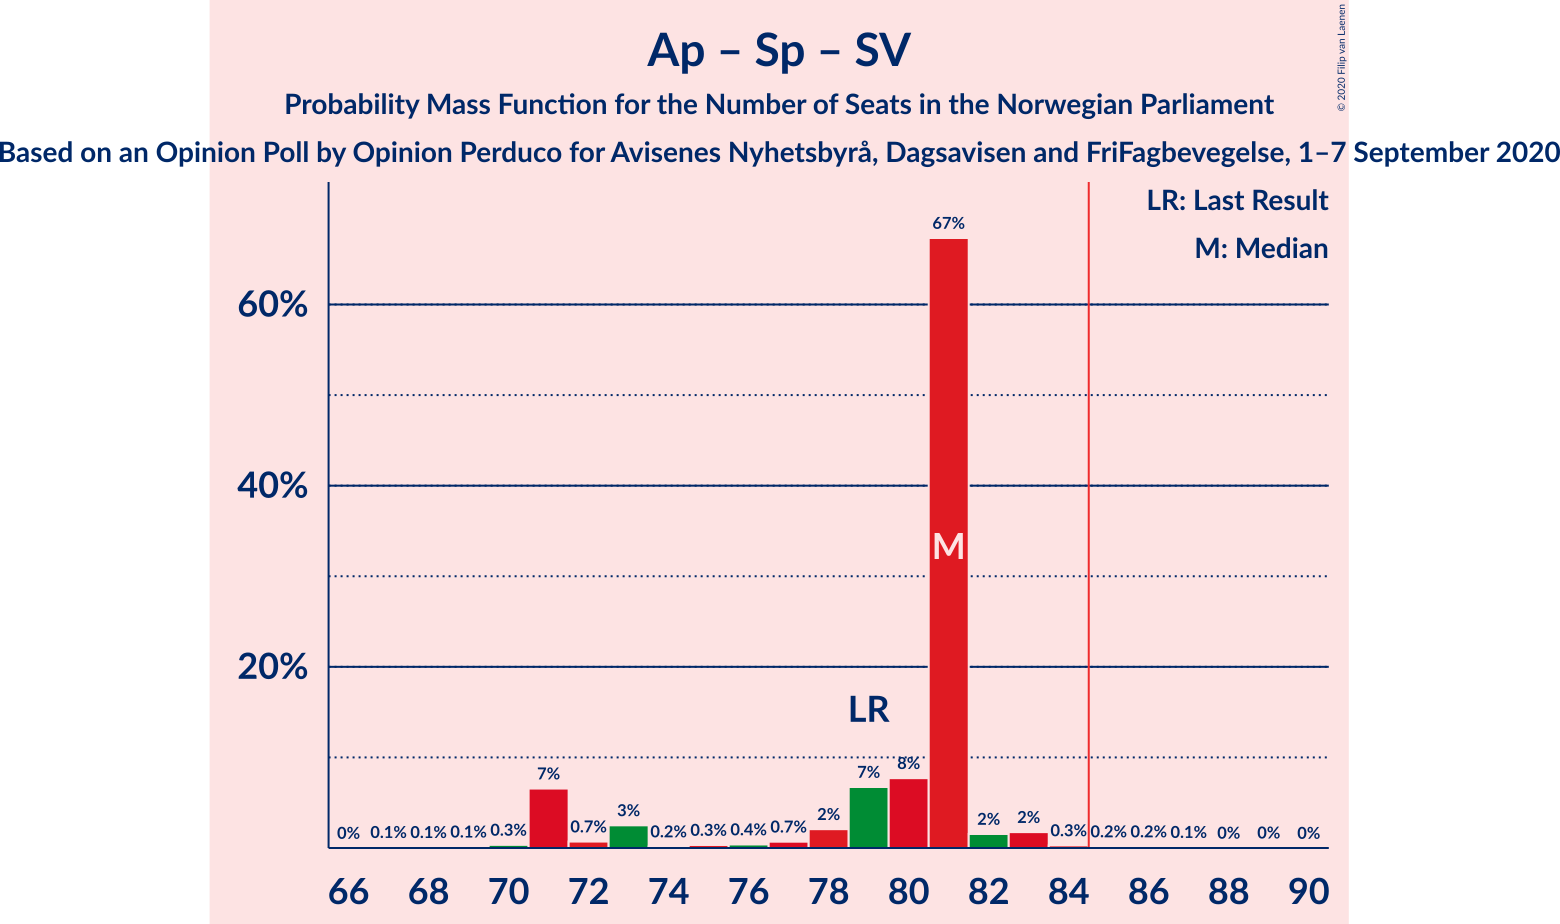 Ap – Sp – SV
Probability Mass Function for the Number of Seats in the Norwegian Parliament
Based on an Opinion Poll by Opinion Perduco for Avisenes Nyhetsbyrå, Dagsavisen and FriFagbevegelse, 1–7 September 2020
© 2020 Filip van Laenen
LR: Last Result
M: Median
67%
60%
40%
M
20%
LR
0% 0.1% 0.1% 0.1% 0.3% 7% 0.7% 3% 0.2% 0.3% 0.4% 0.7% 2% 7% 8% 2% 2% 0.3% 0.2% 0.2% 0.1% 0% 0% 0%
66 68 70 72 74 76 78 80 82 84 86 88 90